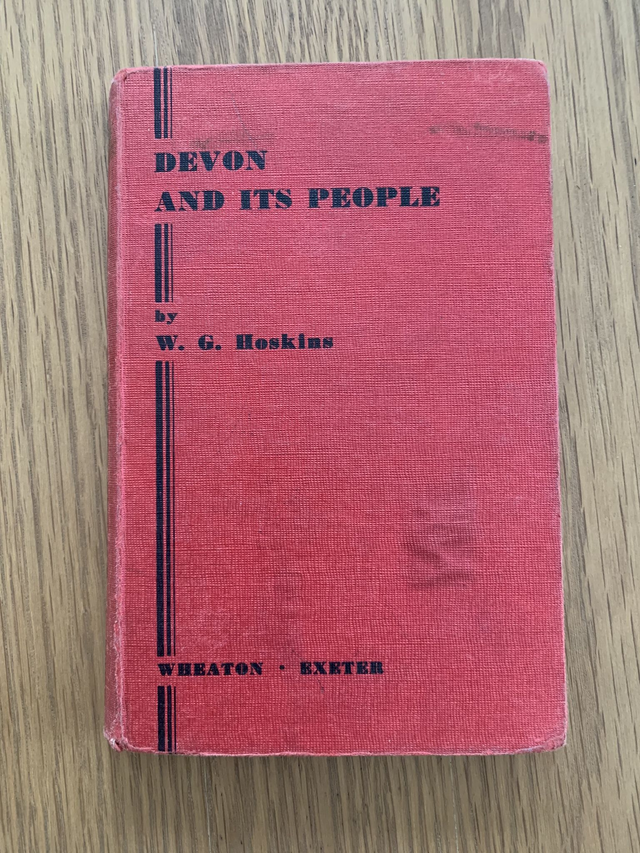 DEVON
AND ITS PEOPLE
by
W. G. Hoskins
WHEATON · EXETER